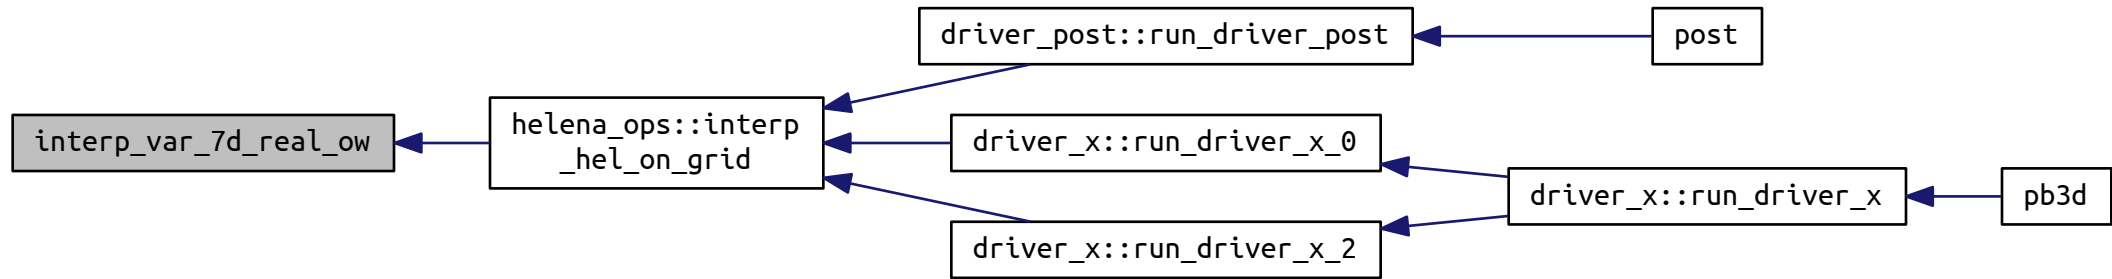 driver_post::run_driver_post
post
interp_var_7d_real_ow
helena_ops::interp
_hel_on_grid
driver_x::run_driver_x_0
driver_x::run_driver_x
pb3d
driver_x::run_driver_x_2